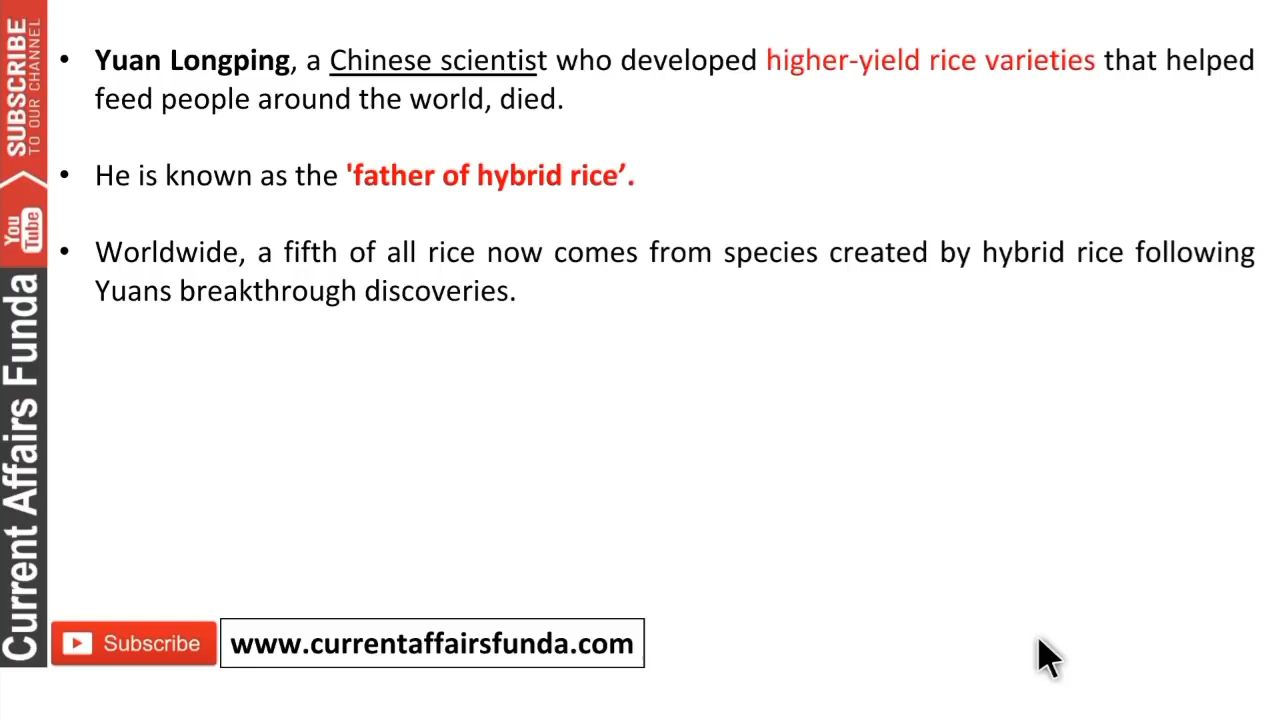 • Yuan Longping, a Chinese scientist who developed higher-yield rice varieties that helped
feed people around the world, died.
• He is known as the 'father of hybrid rice’.
• Worldwide, a fifth of all rice now comes from species created by hybrid rice following
Yuans breakthrough discoveries.
SUBSCRIBE
TO OUR CHANNEL
You
Tube
Current Affairs Funda
Subscribe
www.currentaffairsfunda.com